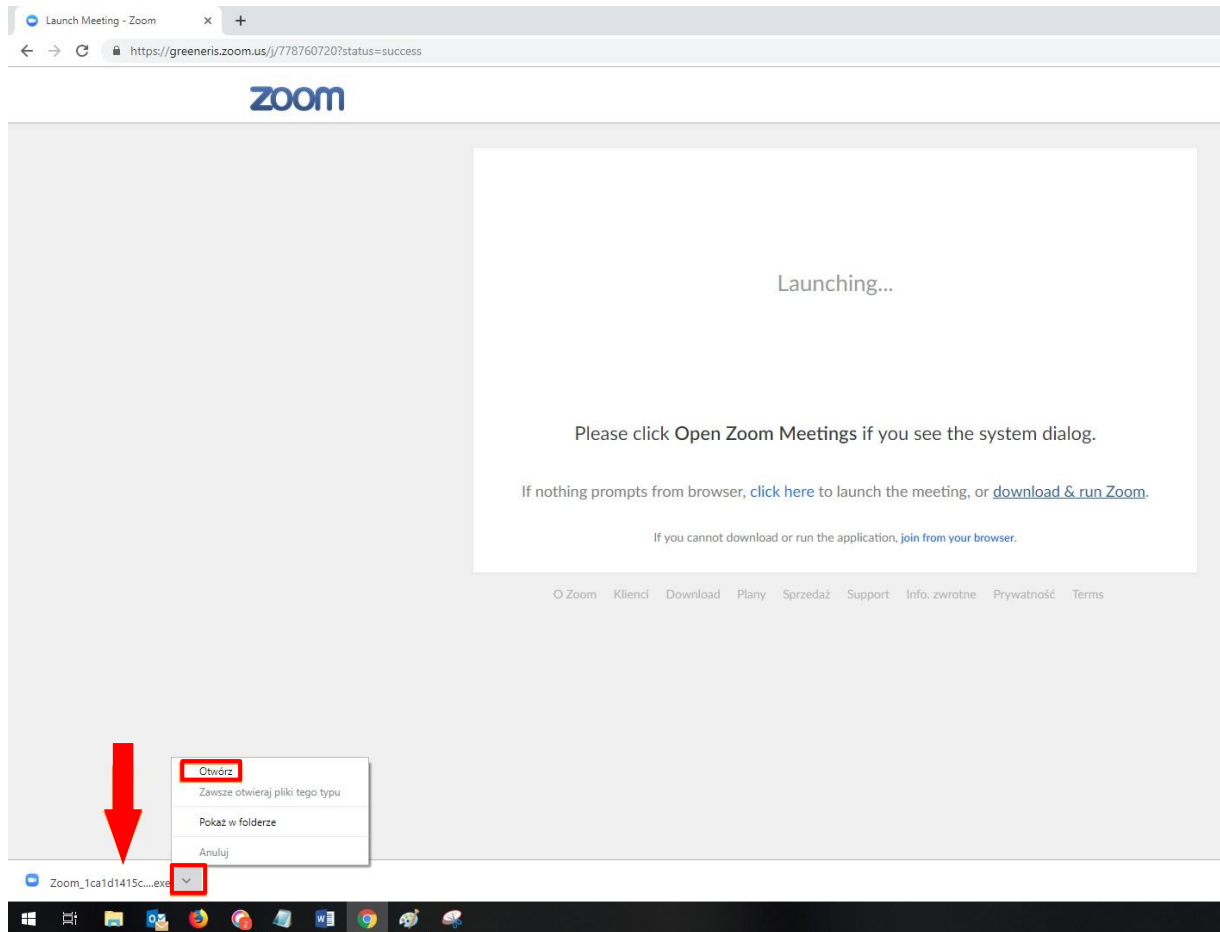 Launch Meeting - Zoom
https://greeneris.zoom.us/j/778760720?status=success
zoom
Launching...
Please click Open Zoom Meetings if you see the system dialog.
If nothing prompts from browser, click here to launch the meeting, or download & run Zoom.
If you cannot download or run the application, join from your browser.
O Zoom Klienci Download Plany Sprzedaż Support Info. zwrotne Prywatność Terms
Otwórz
Zawsze otwieraj pliki tego typu
Pokaż w folderze
Anuluj
Zoom_1ca1d1415c....exe